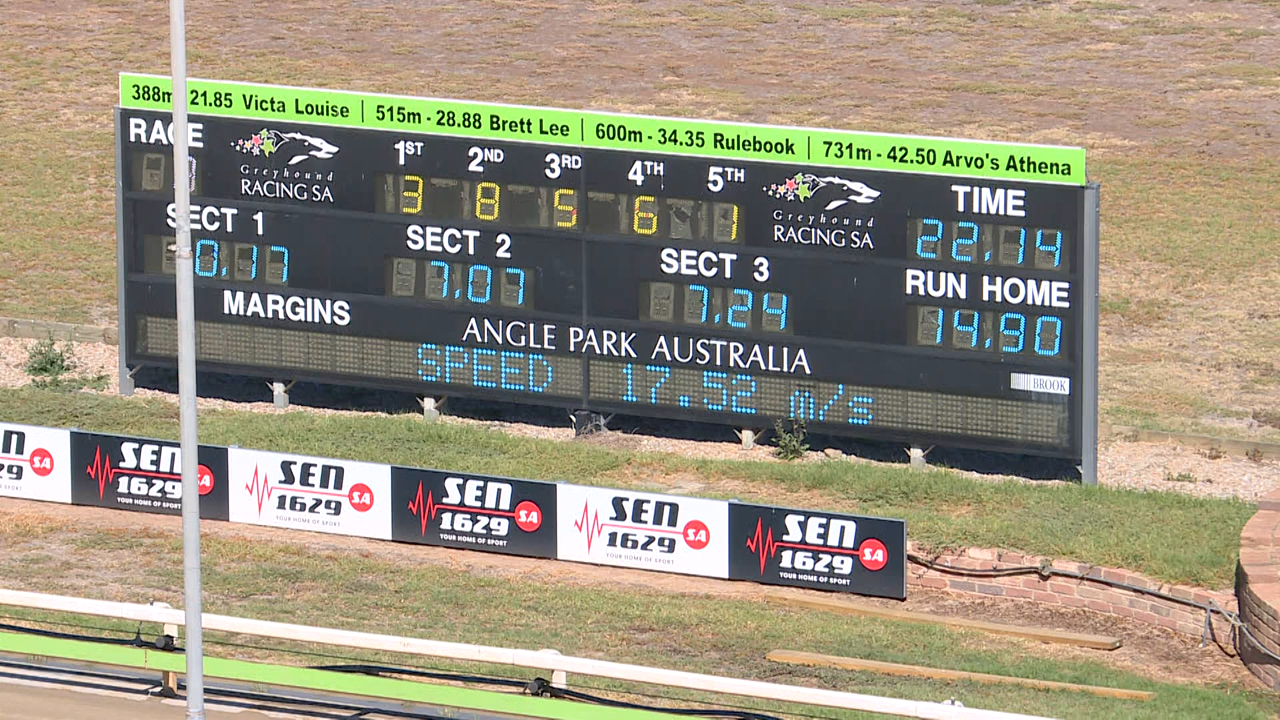 388m 21.85 Victa Louise | 515m - 28.88 Brett Lee | 600m - 34.35 Rulebook | 731m - 42.50 Arvo's Athena
RACE
Greyhound
RACING SA
1ST 2ND 3RD 4TH 5TH
3 8 5 6 1
Greyhound
RACING SA
TIME
22.14
SECT 1
0.17
SECT 2
7.07
SECT 3
7.24
RUN HOME
14.90
MARGINS
ANGLE PARK AUSTRALIA
SPEED 17.52 m/s
BROOK
SEN
1629
SA
YOUR HOME OF SPORT
SEN
1629
SA
YOUR HOME OF SPORT
SEN
1629
SA
YOUR HOME OF SPORT
SEN
1629
SA
YOUR HOME OF SPORT
SEN
1629
SA
YOUR HOME OF SPORT